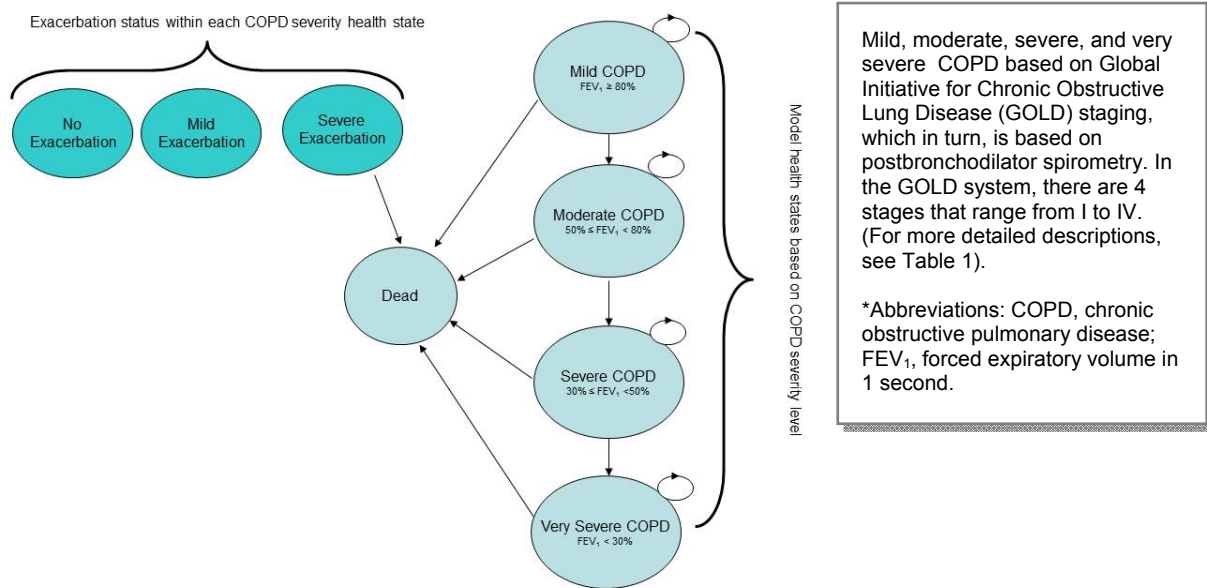 Exacerbation status within each COPD severity health state
No
Exacerbation
Mild
Exacerbation
Severe
Exacerbation
Dead
Mild COPD
FEV₁ ≥ 80%
Moderate COPD
50% ≤ FEV₁ < 80%
Severe COPD
30% ≤ FEV₁ <50%
Very Severe COPD
FEV₁ < 30%
Model health states based on COPD severity level
Mild, moderate, severe, and very
severe COPD based on Global
Initiative for Chronic Obstructive
Lung Disease (GOLD) staging,
which in turn, is based on
postbronchodilator spirometry. In
the GOLD system, there are 4
stages that range from I to IV.
(For more detailed descriptions,
see Table 1).
*Abbreviations: COPD, chronic
obstructive pulmonary disease;
FEV₁, forced expiratory volume in
1 second.